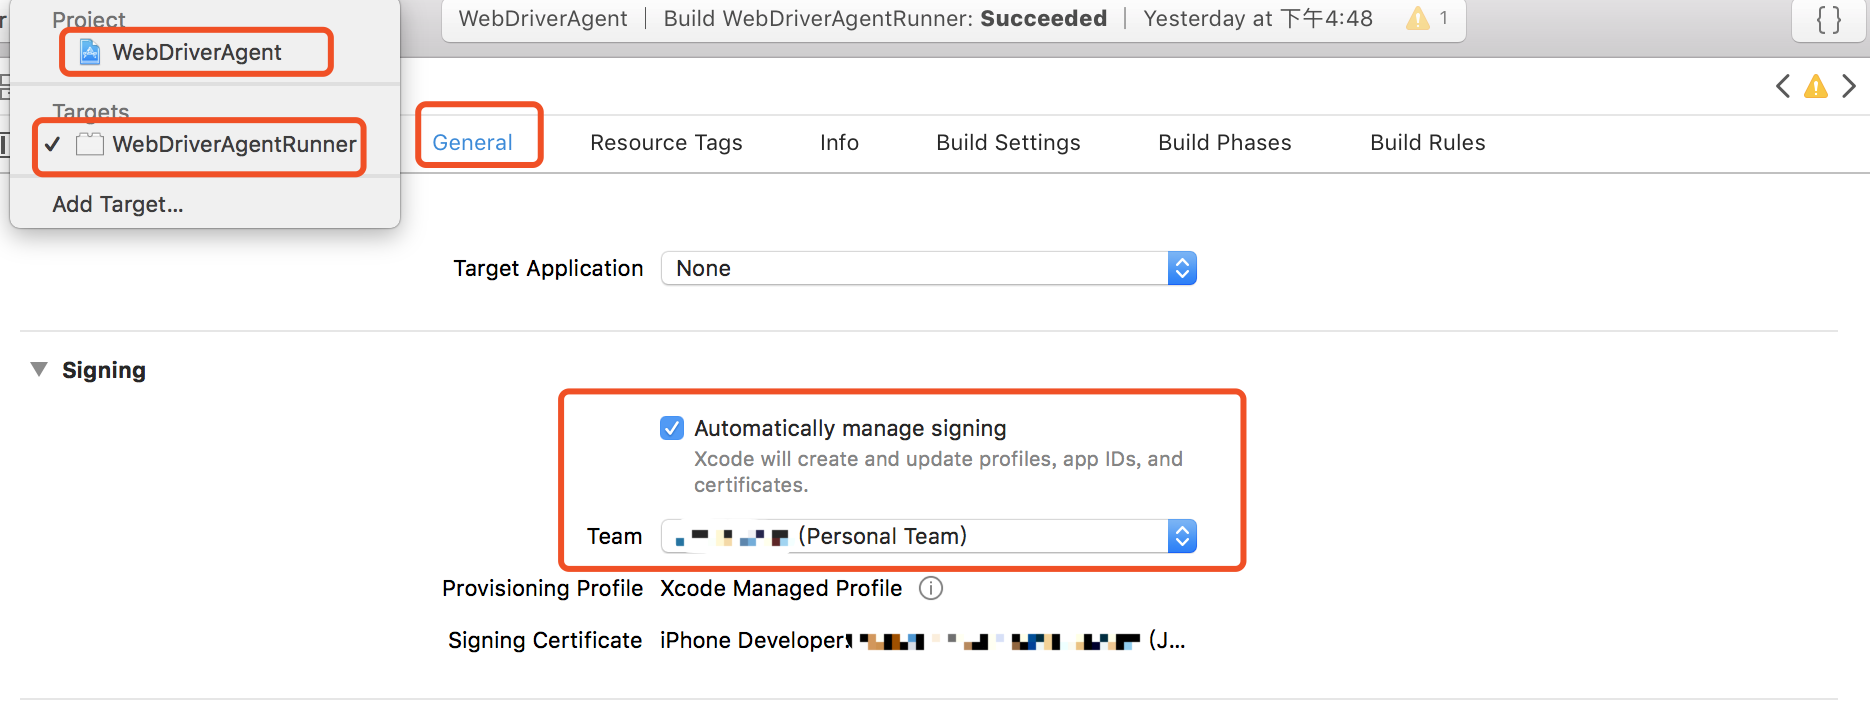 Project
WebDriverAgent
Targets
WebDriverAgentRunner
Add Target...
WebDriverAgent | Build WebDriverAgentRunner: Succeeded | Yesterday at 下午4:48 1
{}
General Resource Tags Info Build Settings Build Phases Build Rules
Target Application None
Signing
Automatically manage signing
Xcode will create and update profiles, app IDs, and
certificates.
Team (Personal Team)
Provisioning Profile Xcode Managed Profile
Signing Certificate iPhone Developer: (J...